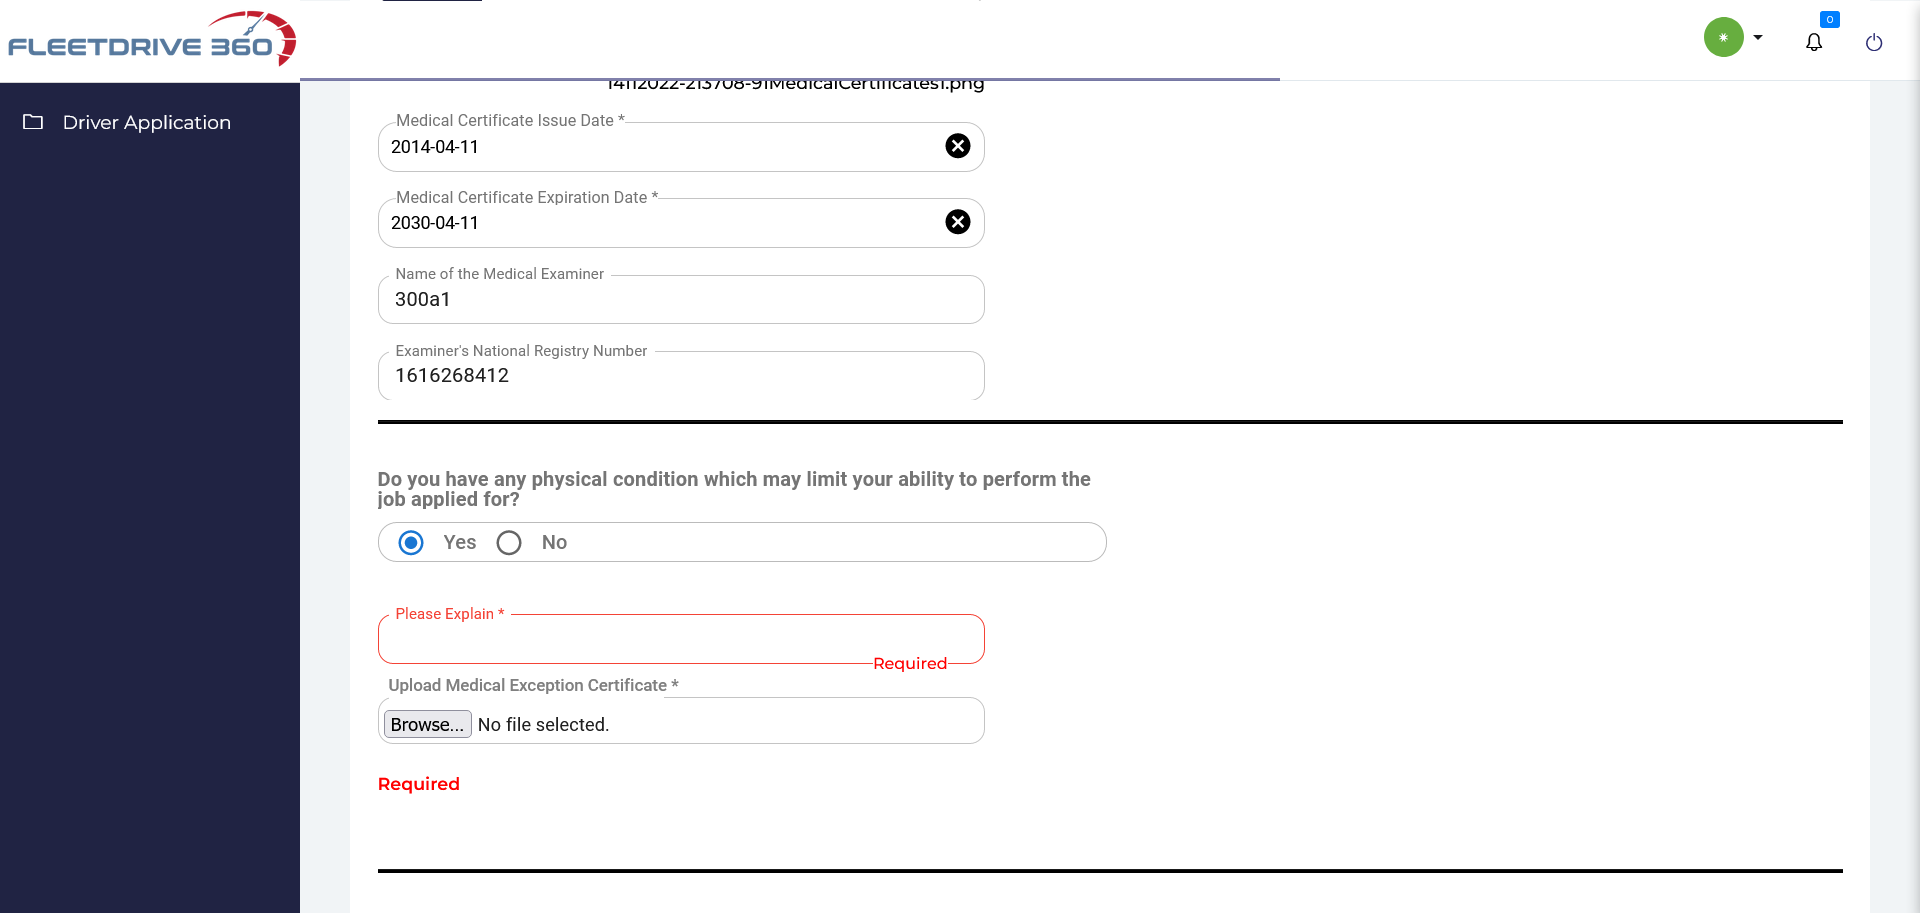 FLEETDRIVE 360
0
Driver Application
14112022-213708-91MedicalCertificates1.png
Medical Certificate Issue Date *
2014-04-11
Medical Certificate Expiration Date *
2030-04-11
Name of the Medical Examiner
300a1
Examiner's National Registry Number
1616268412
Do you have any physical condition which may limit your ability to perform the
job applied for?
Yes No
Please Explain *
Required
Upload Medical Exception Certificate *
Browse... No file selected.
Required